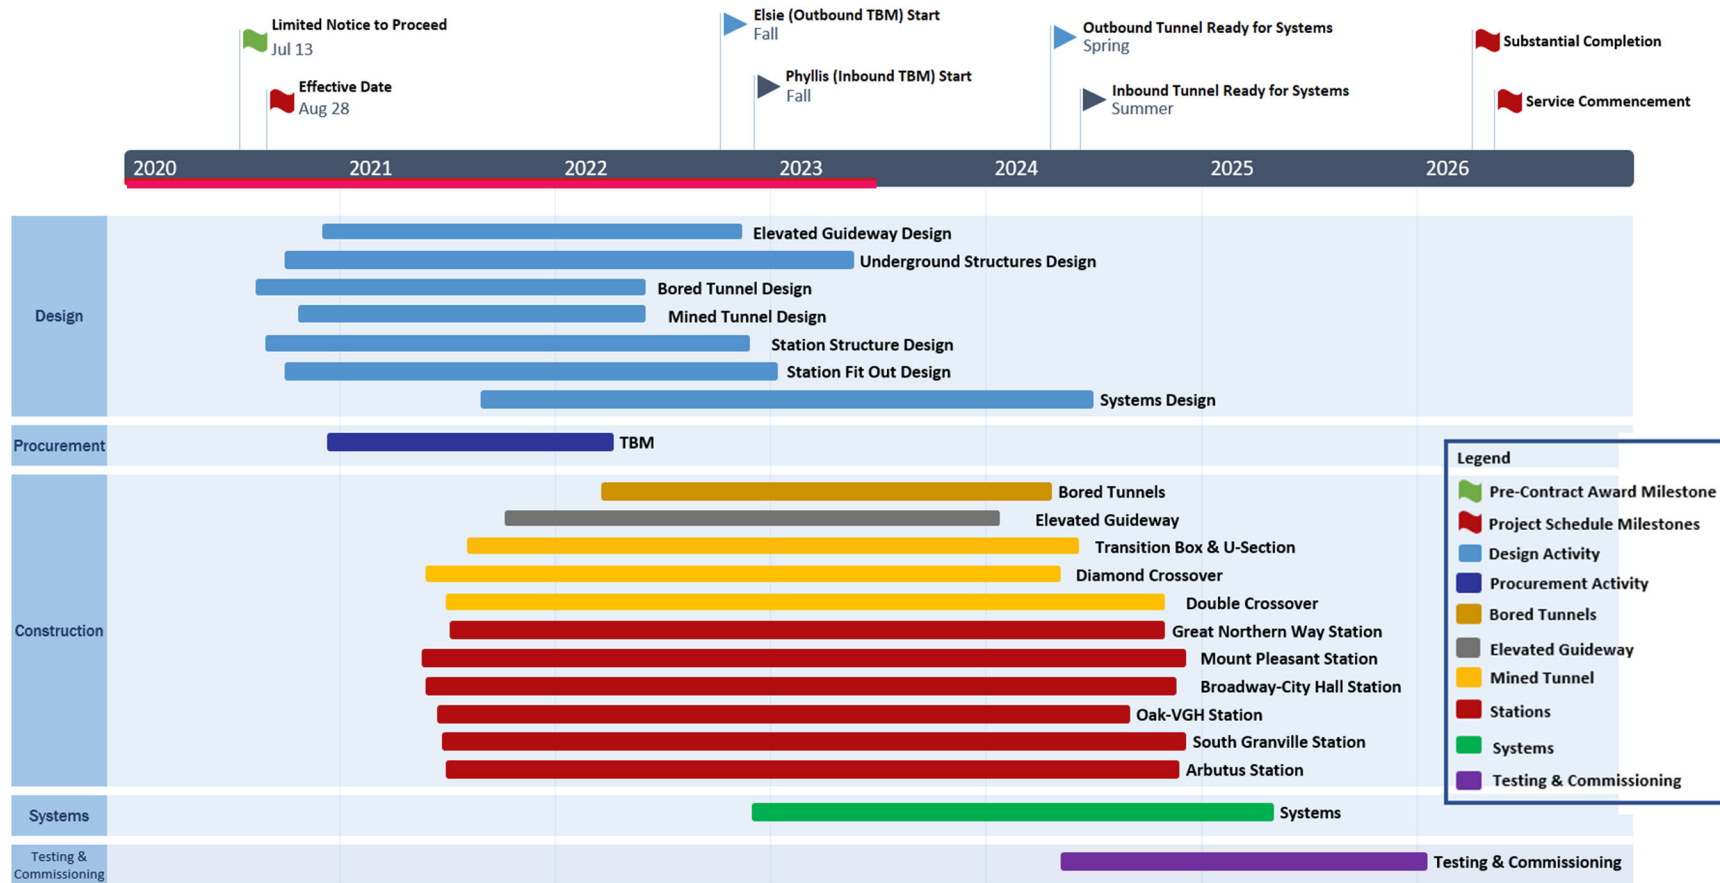 Limited Notice to Proceed
Jul 13
Effective Date
Aug 28
Elsie (Outbound TBM) Start
Fall
Phyllis (Inbound TBM) Start
Fall
Outbound Tunnel Ready for Systems
Spring
Inbound Tunnel Ready for Systems
Summer
Substantial Completion
Service Commencement
2020 2021 2022 2023 2024 2025 2026
Design
Elevated Guideway Design
Underground Structures Design
Bored Tunnel Design
Mined Tunnel Design
Station Structure Design
Station Fit Out Design
Systems Design
Procurement
TBM
Construction
Bored Tunnels
Elevated Guideway
Transition Box & U-Section
Diamond Crossover
Double Crossover
Great Northern Way Station
Mount Pleasant Station
Broadway-City Hall Station
Oak-VGH Station
South Granville Station
Arbutus Station
Systems
Systems
Testing &
Commissioning
Testing & Commissioning
Legend
Pre-Contract Award Milestone
Project Schedule Milestones
Design Activity
Procurement Activity
Bored Tunnels
Elevated Guideway
Mined Tunnel
Stations
Systems
Testing & Commissioning